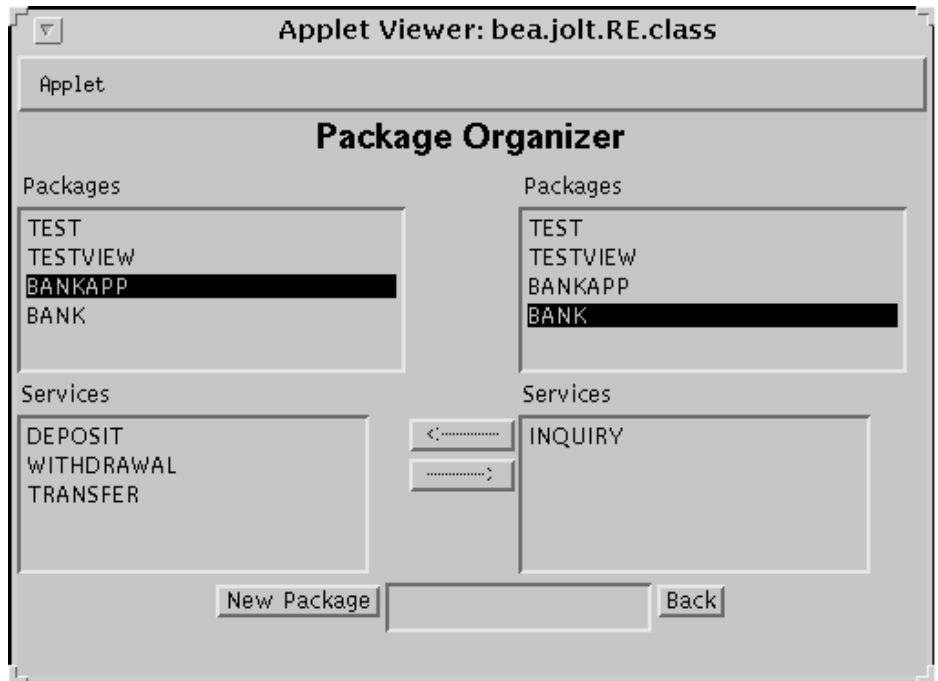 Applet Viewer: bea.jolt.RE.class
Applet
Package Organizer
Packages
TEST
TESTVIEW
BANKAPP
BANK
Packages
TEST
TESTVIEW
BANKAPP
BANK
Services
DEPOSIT
WITHDRAWAL
TRANSFER
Services
INQUIRY
New Package
Back